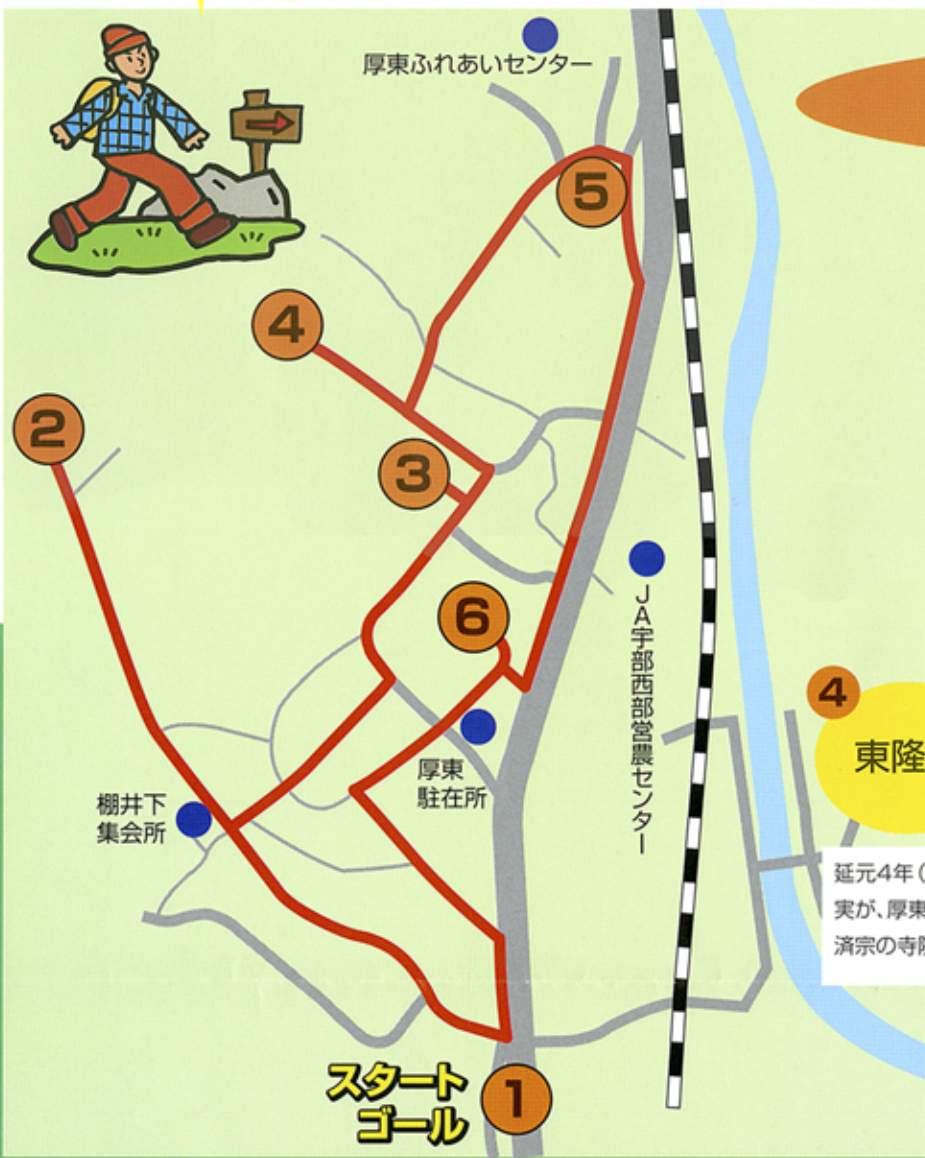 厚東ふれあいセンター
5
4
2
3
6
JA宇部西部営農センター
4
東隆
厚東
駐在所
棚井下
集会所
延元4年(
実が、厚東
済宗の寺院
スタート
ゴール
1